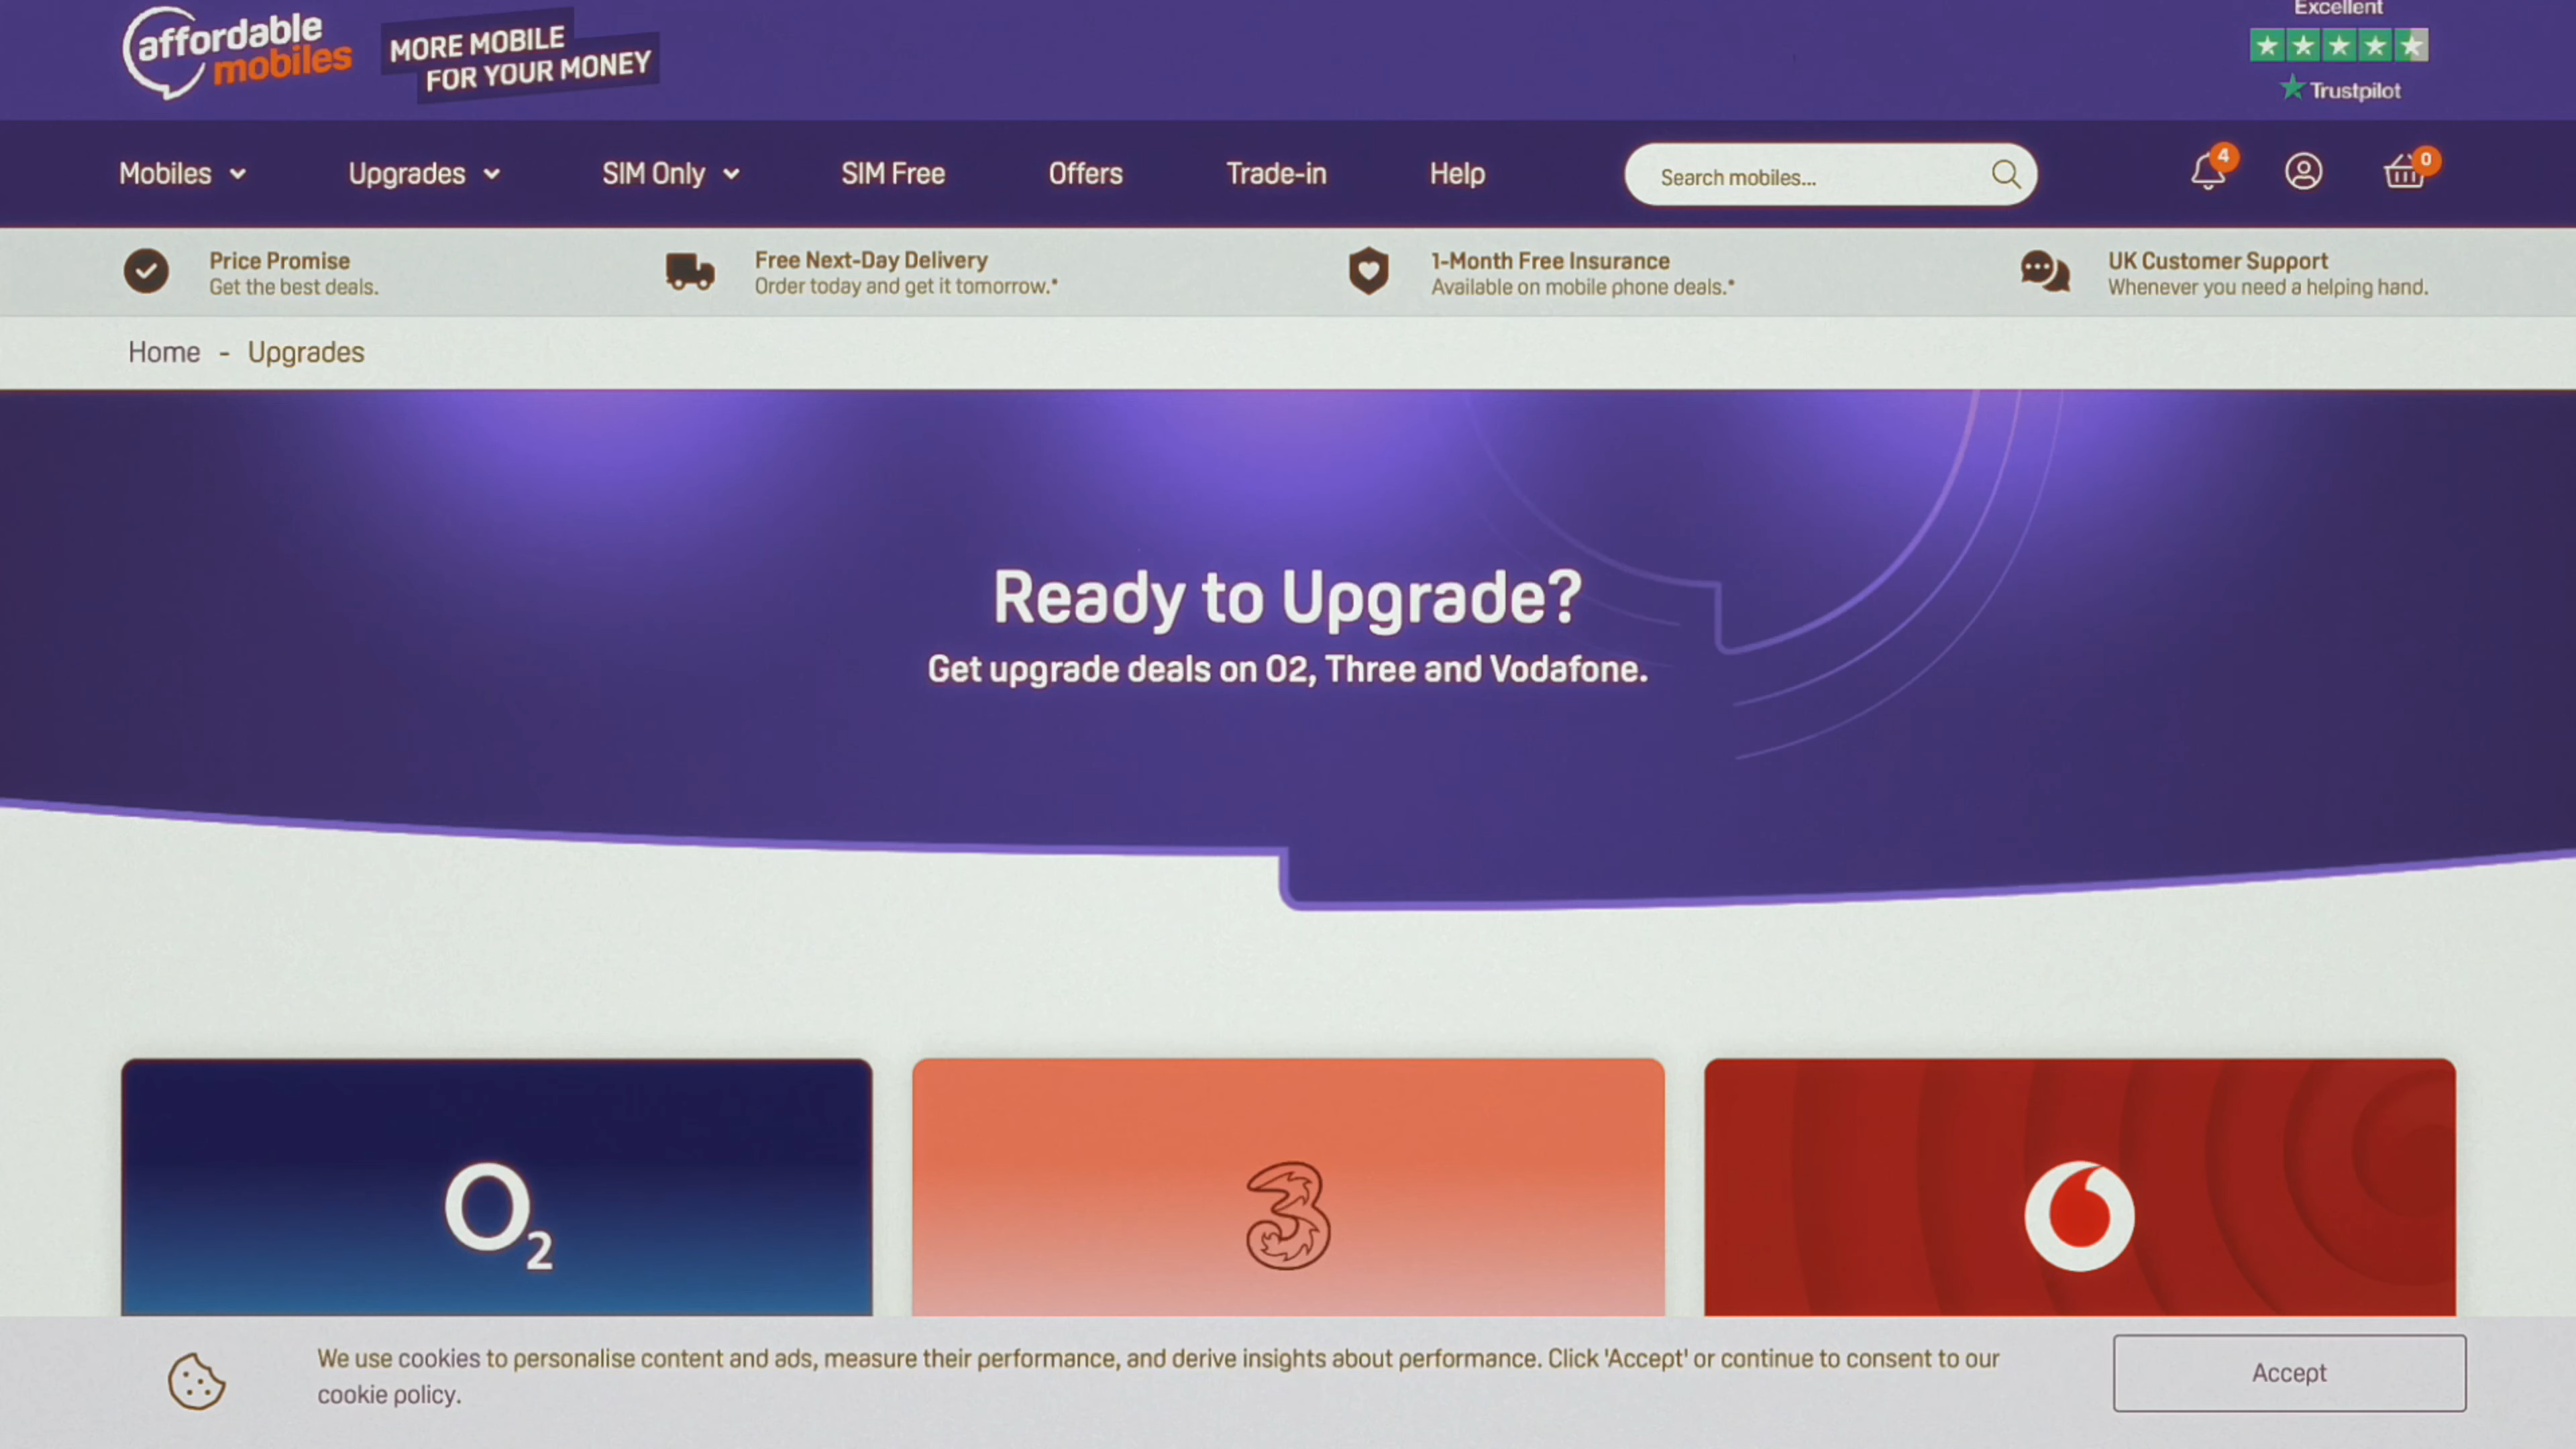 affordable
mobiles
MORE MOBILE
FOR YOUR MONEY
Excellent
Trustpilot
Mobiles
Upgrades
SIM Only
SIM Free
Offers
Trade-in
Help
Search mobiles...
4
0
Price Promise
Get the best deals.
Free Next-Day Delivery
Order today and get it tomorrow.*
1-Month Free Insurance
Available on mobile phone deals.*
UK Customer Support
Whenever you need a helping hand.
Home - Upgrades
Ready to Upgrade?
Get upgrade deals on O2, Three and Vodafone.
O2
3
We use cookies to personalise content and ads, measure their performance, and derive insights about performance. Click 'Accept' or continue to consent to our
cookie policy.
Accept